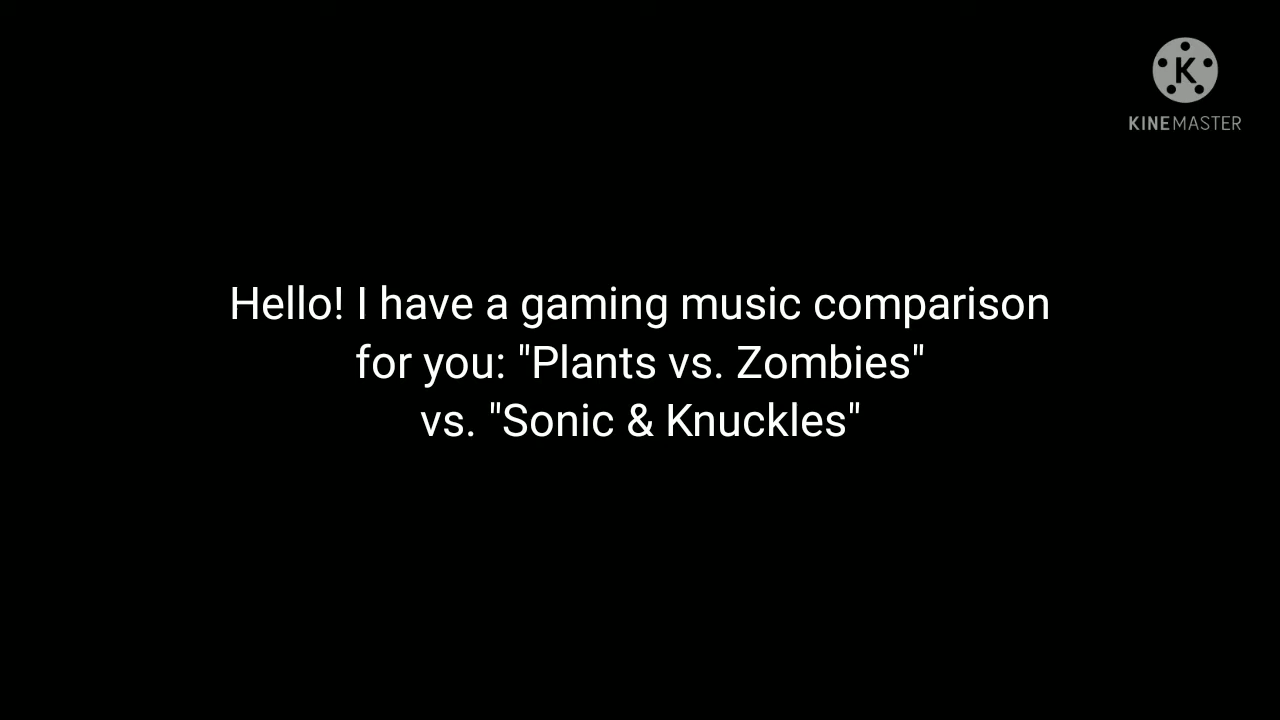 K
KINEMASTER
Hello! I have a gaming music comparison
for you: "Plants vs. Zombies"
vs. "Sonic & Knuckles"